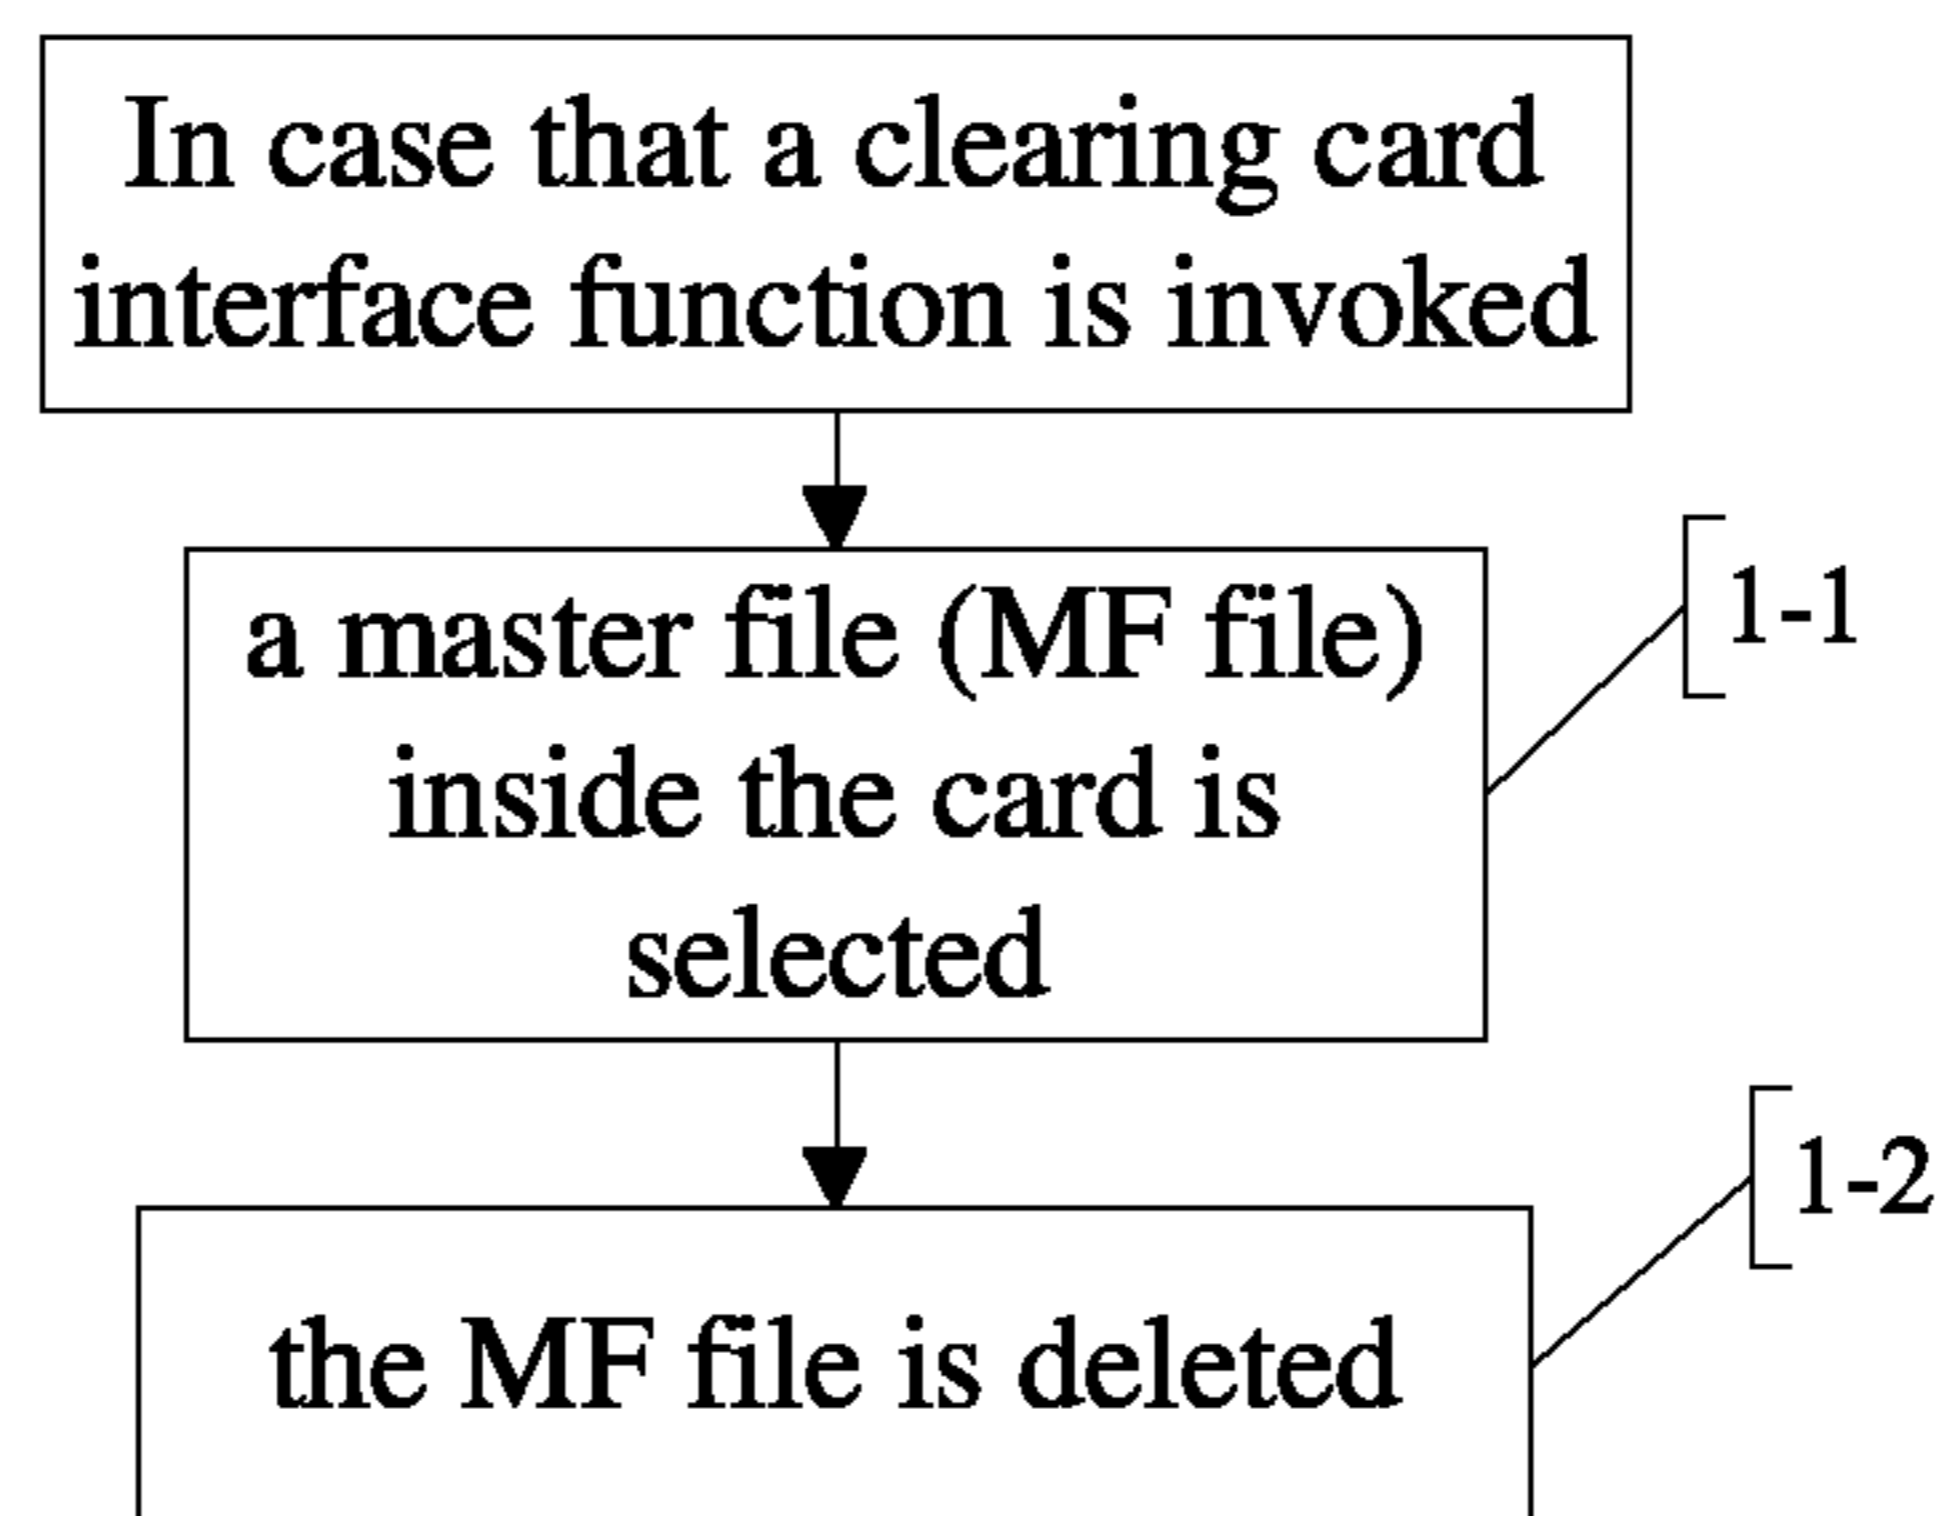 In case that a clearing card
interface function is invoked
a master file (MF file)
inside the card is
selected
1-1
the MF file is deleted
1-2